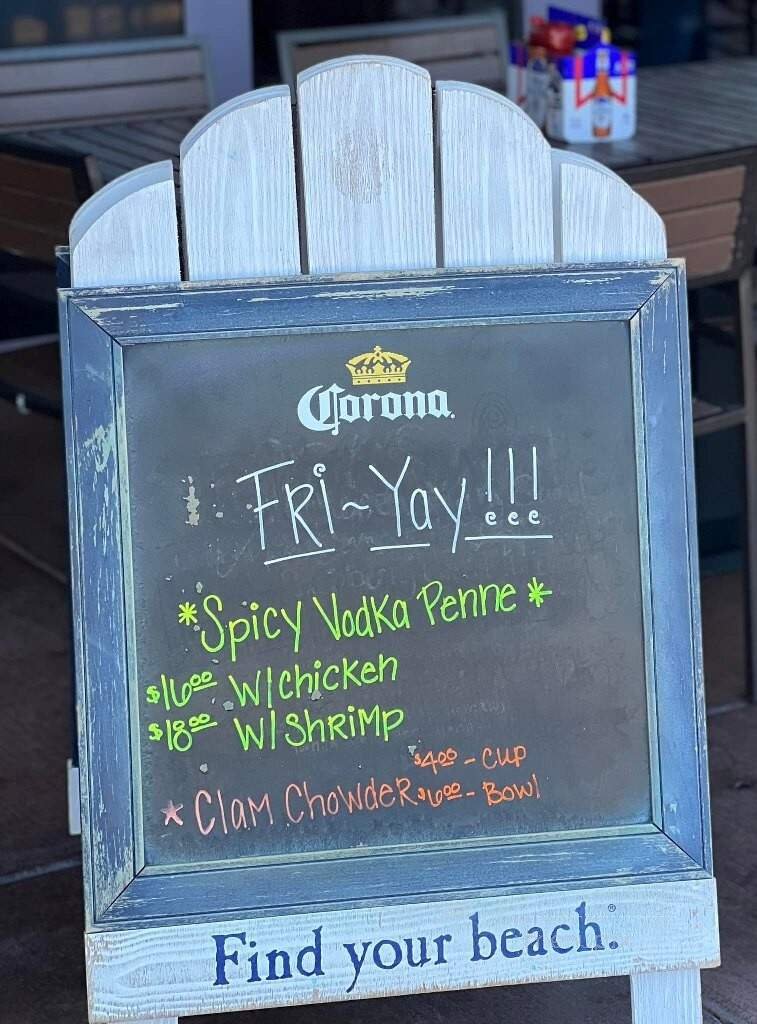 Corona.
FRi~Yay!!!
*Spicy Vodka Penne*
$16.00 W/Chicken
$18.00 W/ShRiMp
$4.00 - Cup
★ Clam ChowdeR $6.00 - Bowl
Find your beach.®